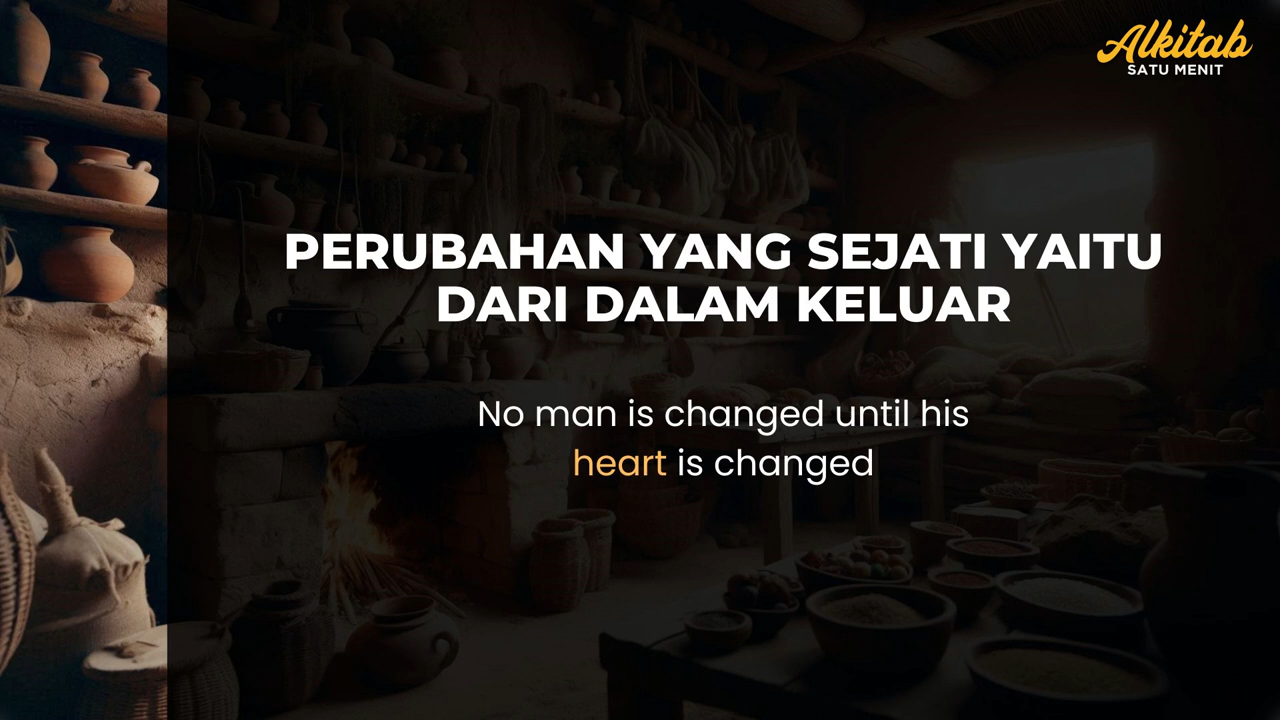 Alkitab
SATU MENIT
PERUBAHAN YANG SEJATI YAITU
DARI DALAM KELUAR
No man is changed until his
heart is changed